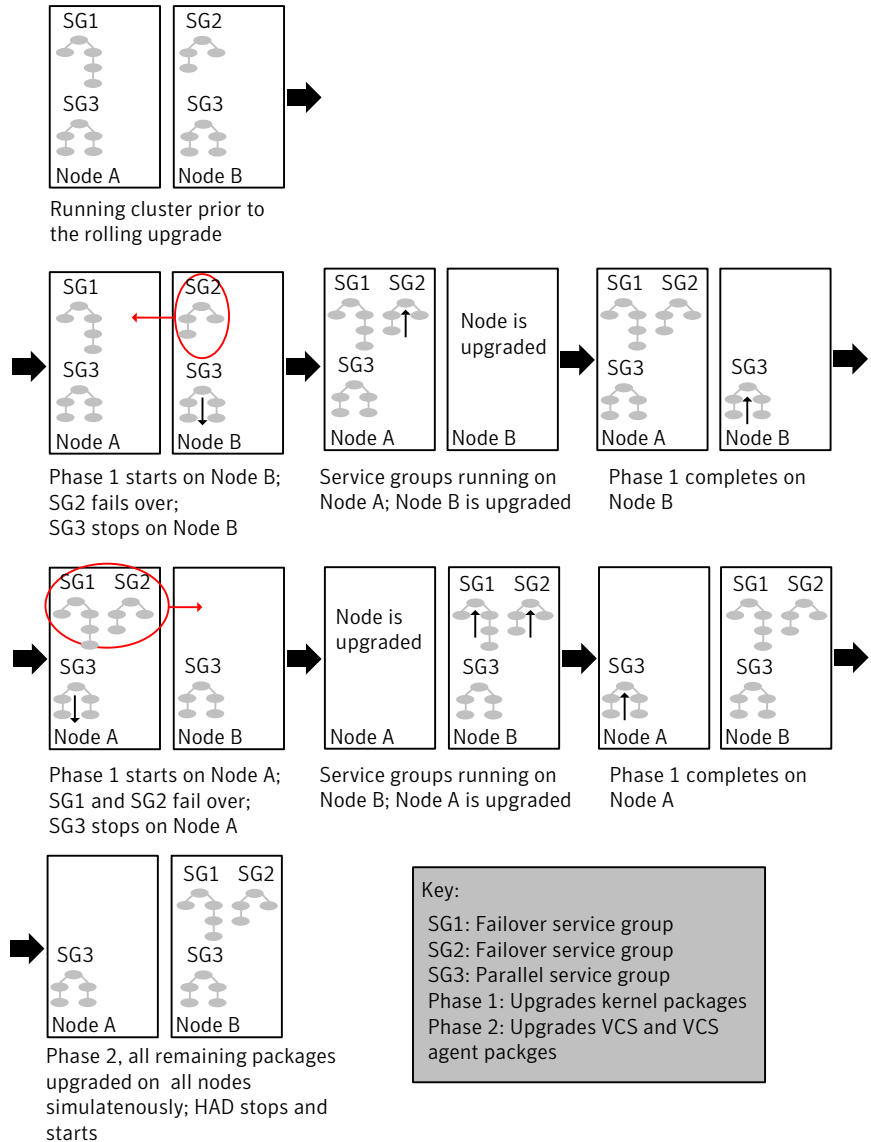 SG1
SG2
SG3
SG3
Node A
Node B
Running cluster prior to
the rolling upgrade
SG1
SG2
SG3
SG3
Node A
Node B
Phase 1 starts on Node B;
SG2 fails over;
SG3 stops on Node B
SG1 SG2
Node is
upgraded
SG3
Node A
Node B
Service groups running on
Node A; Node B is upgraded
SG1 SG2
SG3
SG3
Node A
Node B
Phase 1 completes on
Node B
SG1 SG2
SG3
SG3
Node A
Node B
Phase 1 starts on Node A;
SG1 and SG2 fail over;
SG3 stops on Node A
Node is
upgraded
SG1 SG2
SG3
Node A
Node B
Service groups running on
Node B; Node A is upgraded
SG1 SG2
SG3
SG3
Node A
Node B
Phase 1 completes on
Node A
SG1 SG2
SG3
SG3
Node A
Node B
Phase 2, all remaining packages
upgraded on all nodes
simulatenously; HAD stops and
starts
Key:
SG1: Failover service group
SG2: Failover service group
SG3: Parallel service group
Phase 1: Upgrades kernel packages
Phase 2: Upgrades VCS and VCS
agent packges